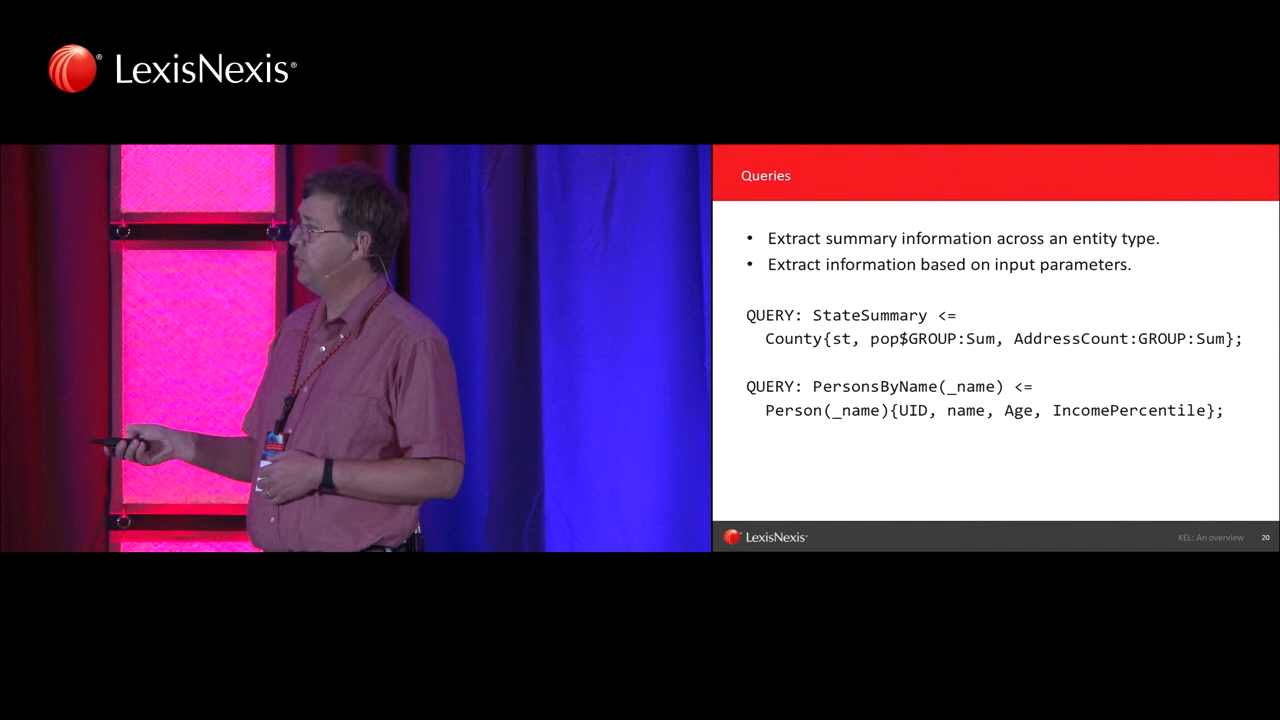 LexisNexis®
Queries
• Extract summary information across an entity type.
• Extract information based on input parameters.
QUERY: StateSummary <=
County{st, pop$GROUP:Sum, AddressCount:GROUP:Sum};
QUERY: PersonsByName(_name) <=
Person(_name){UID, name, Age, IncomePercentile};
LexisNexis®
KEL: An overview 20